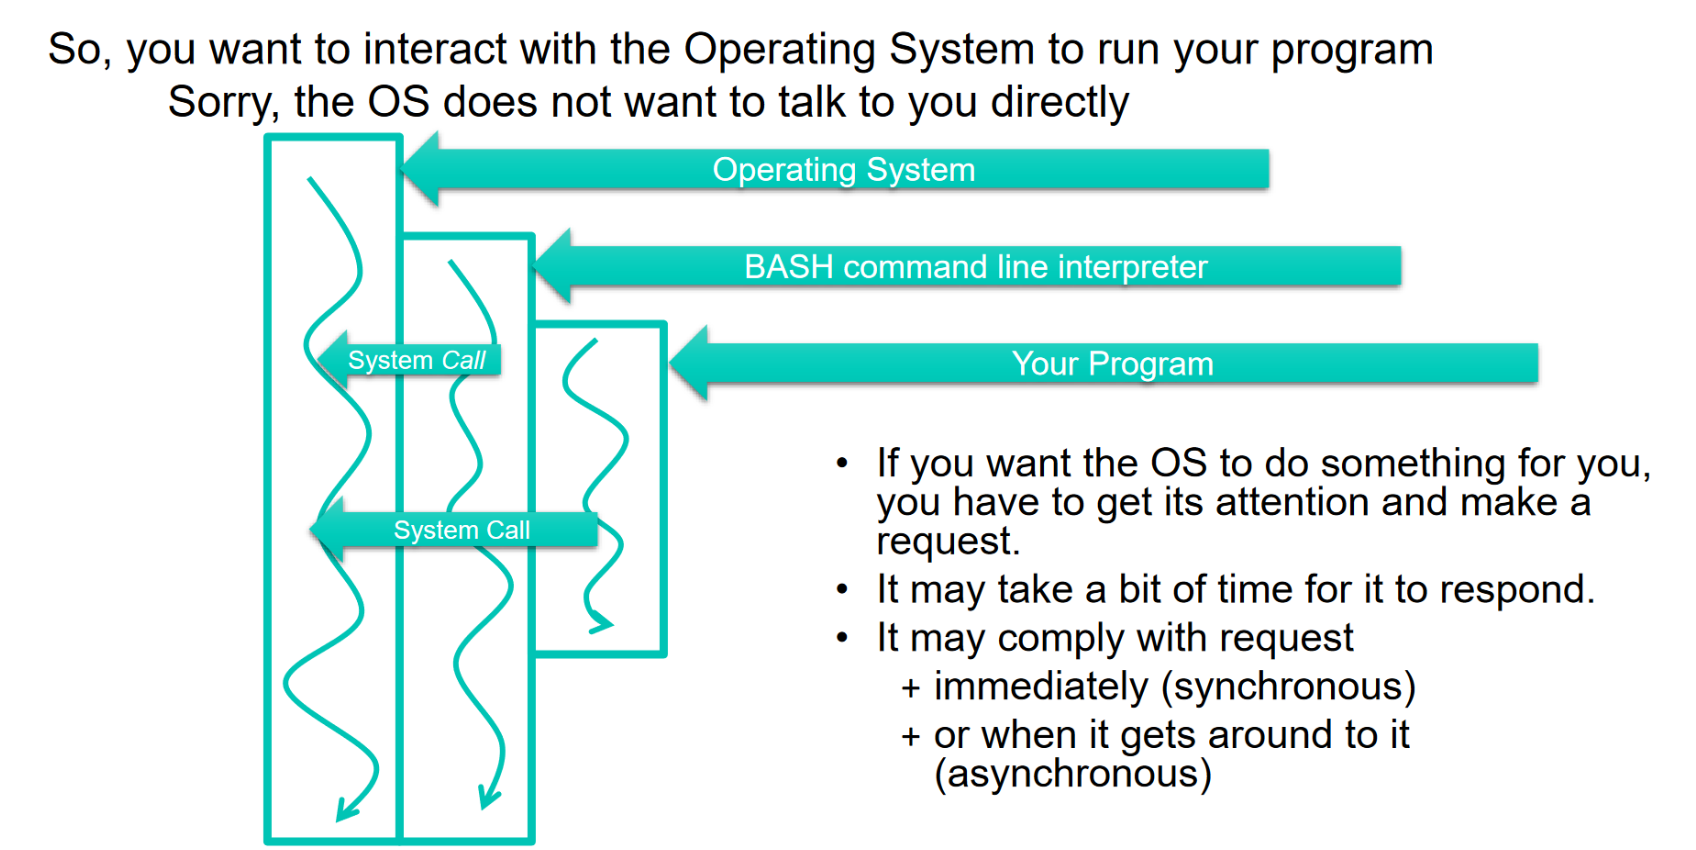 So, you want to interact with the Operating System to run your program
Sorry, the OS does not want to talk to you directly
Operating System
BASH command line interpreter
System Call
Your Program
System Call
• If you want the OS to do something for you,
you have to get its attention and make a
request.
• It may take a bit of time for it to respond.
• It may comply with request
+ immediately (synchronous)
+ or when it gets around to it
(asynchronous)